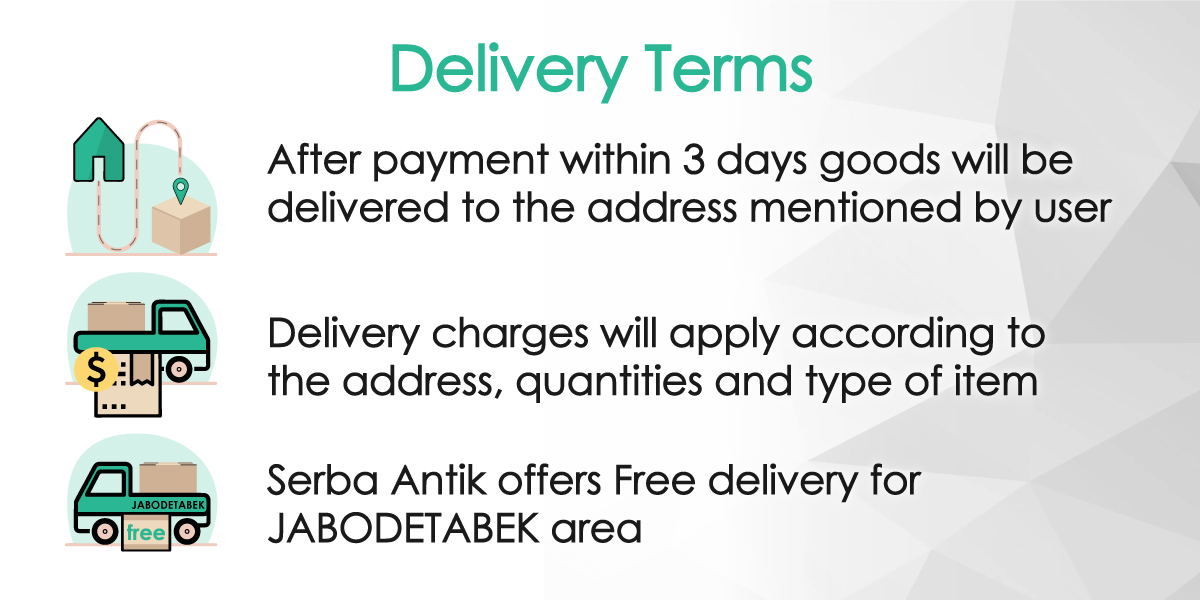 Delivery Terms
After payment within 3 days goods will be
delivered to the address mentioned by user
$
Delivery charges will apply according to
the address, quantities and type of item
JABODETABEK
free
Serba Antik offers Free delivery for
JABODETABEK area